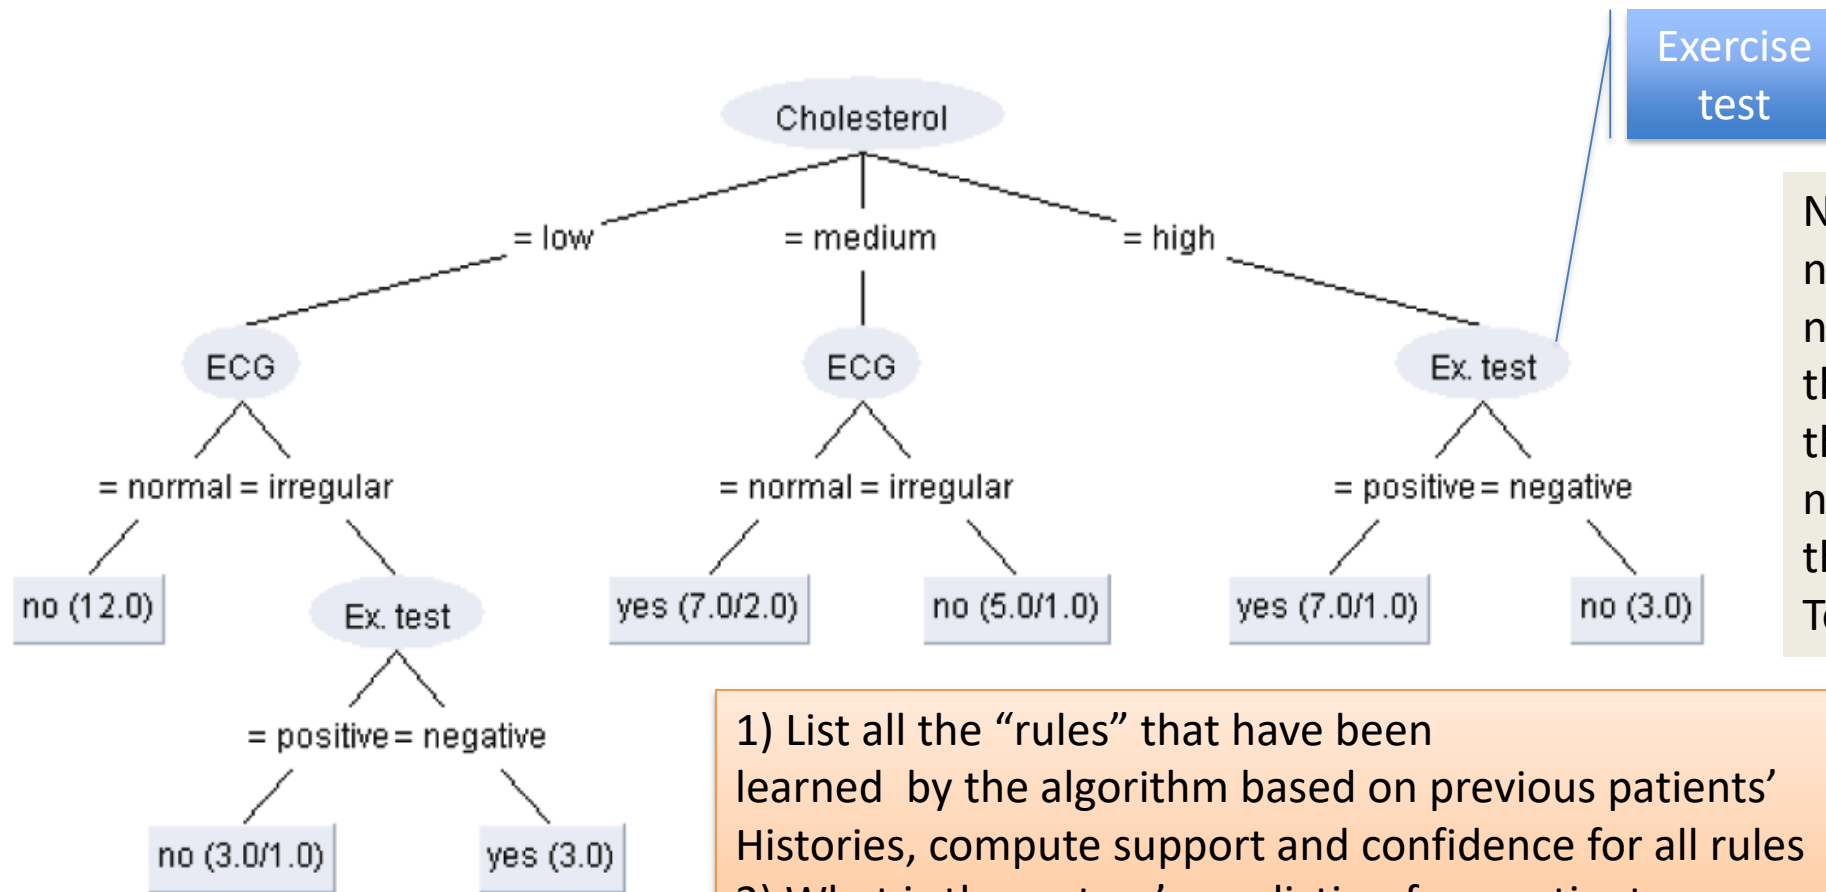 Exercise
test
Cholesterol
= low
= medium
= high
ECG
ECG
Ex. test
= normal = irregular
= normal = irregular
= positive = negative
no (12.0)
Ex. test
yes (7.0/2.0)
no (5.0/1.0)
yes (7.0/1.0)
no (3.0)
= positive = negative
no (3.0/1.0)
yes (3.0)
1) List all the “rules” that have been
learned by the algorithm based on previous patients’
Histories, compute support and confidence for all rules